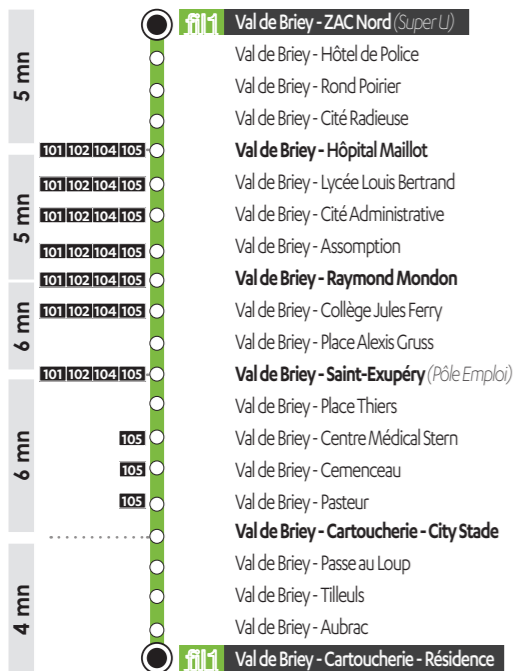 fil1 Val de Briey - ZAC Nord (Super U)
Val de Briey - Hôtel de Police
5 mn
Val de Briey - Rond Poirier
Val de Briey - Cité Radieuse
101 102 104 105 Val de Briey - Hôpital Maillot
101 102 104 105 Val de Briey - Lycée Louis Bertrand
101 102 104 105 Val de Briey - Cité Administrative
5 mn
101 102 104 105 Val de Briey - Assomption
101 102 104 105 Val de Briey - Raymond Mondon
101 102 104 105 Val de Briey - Collège Jules Ferry
6 mn
Val de Briey - Place Alexis Gruss
101 102 104 105 Val de Briey - Saint-Exupéry (Pôle Emploi)
Val de Briey - Place Thiers
105 Val de Briey - Centre Médical Stern
6 mn
105 Val de Briey - Cemenceau
105 Val de Briey - Pasteur
Val de Briey - Cartoucherie - City Stade
Val de Briey - Passe au Loup
4 mn
Val de Briey - Tilleuls
Val de Briey - Aubrac
fil1 Val de Briey - Cartoucherie - Résidence